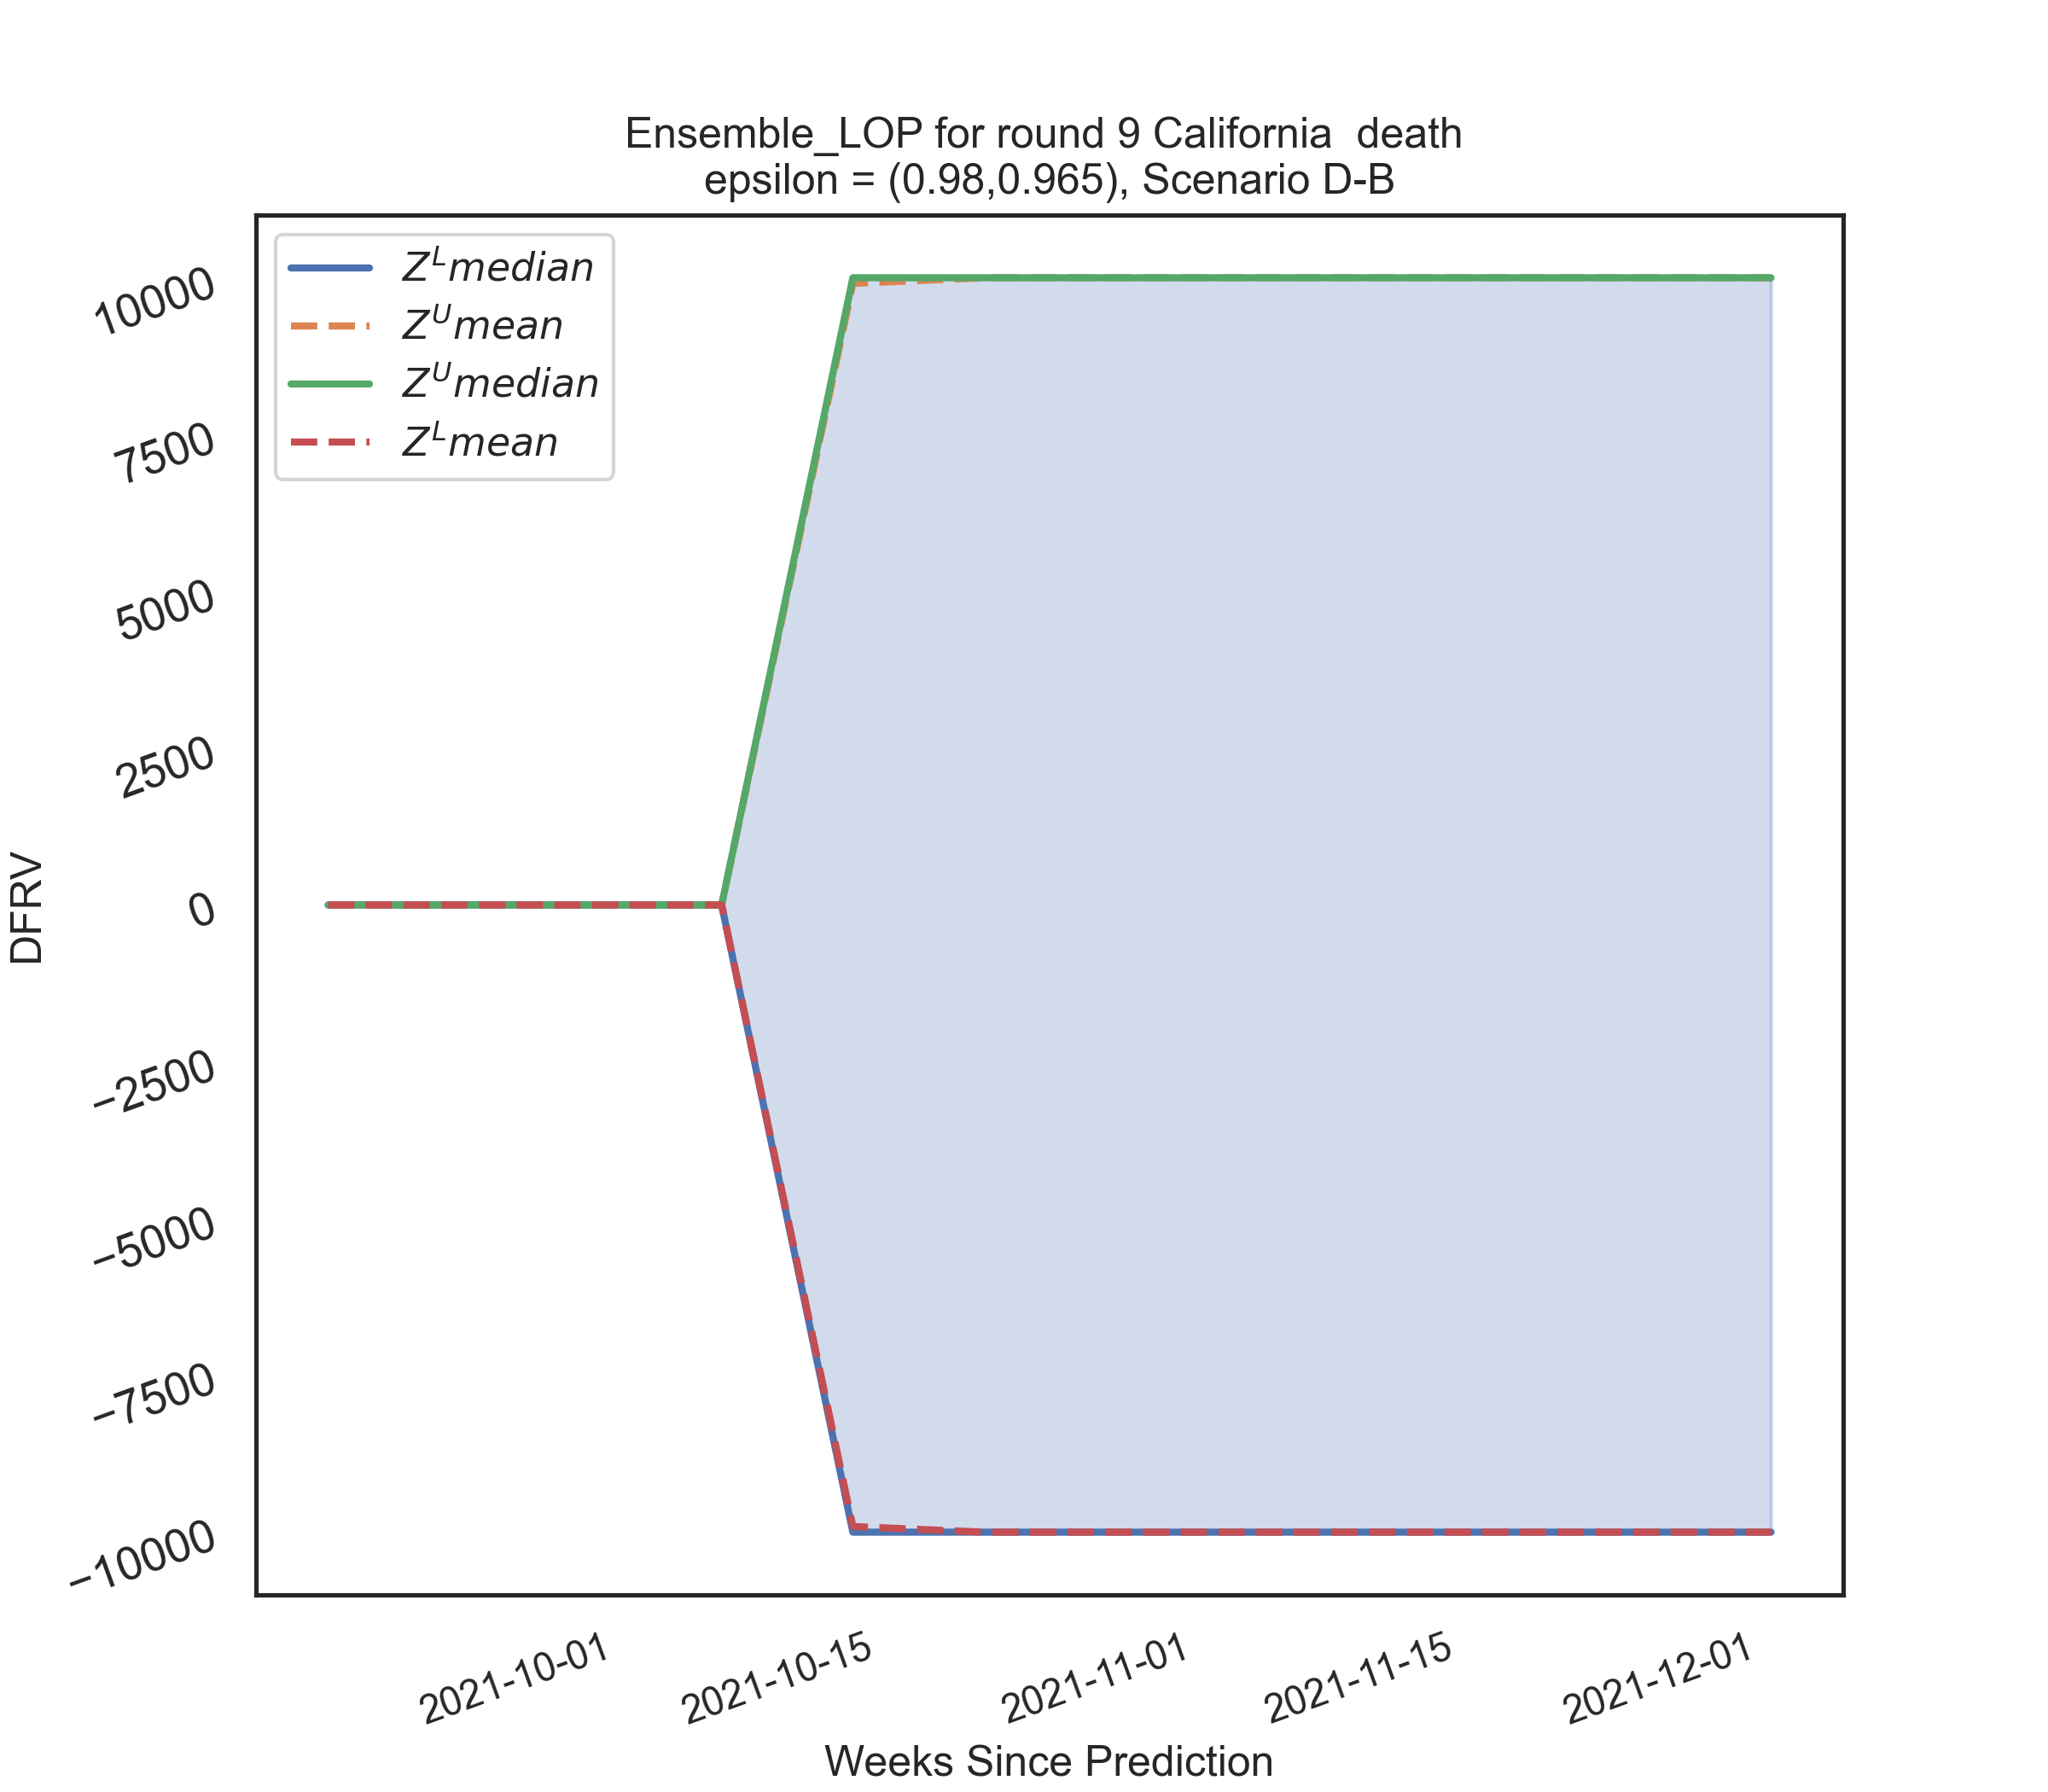 Ensemble_LOP for round 9 California  death
epsilon = (0.98,0.965), Scenario D-B
Z^L median
Z^U mean
Z^U median
Z^L mean
10000
7500
5000
2500
0
−2500
−5000
−7500
−10000
DFRV
2021-10-01
2021-10-15
2021-11-01
2021-11-15
2021-12-01
Weeks Since Prediction